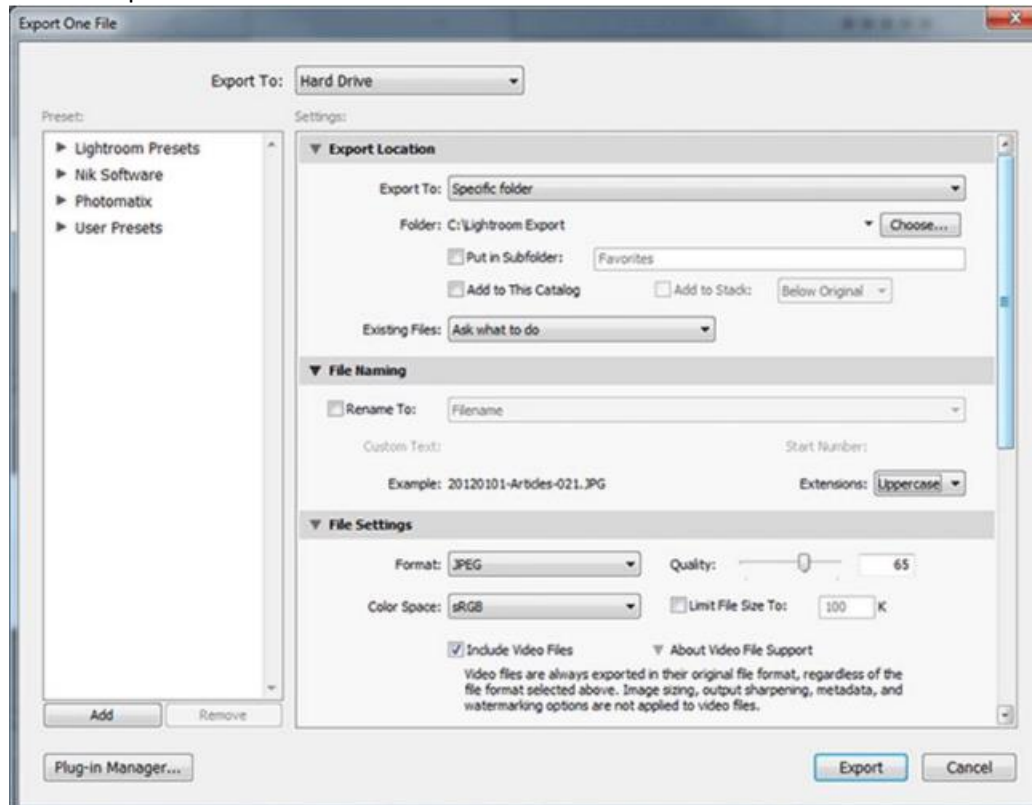 Export One File
Export To: Hard Drive
Preset:
Settings:
Lightroom Presets
Nik Software
Photomatix
User Presets
Export Location
Export To: Specific folder
Folder: C:\Lightroom Export Choose...
Put in Subfolder: Favorites
Add to This Catalog Add to Stack: Below Original
Existing Files: Ask what to do
File Naming
Rename To: Filename
Custom Text: Start Number:
Example: 20120101-Articles-021.JPG Extensions: Uppercase
File Settings
Format: JPEG Quality: 65
Color Space: sRGB Limit File Size To: 100 K
Include Video Files About Video File Support
Video files are always exported in their original file format, regardless of the
file format selected above. Image sizing, output sharpening, metadata, and
watermarking options are not applied to video files.
Add Remove
Plug-in Manager... Export Cancel